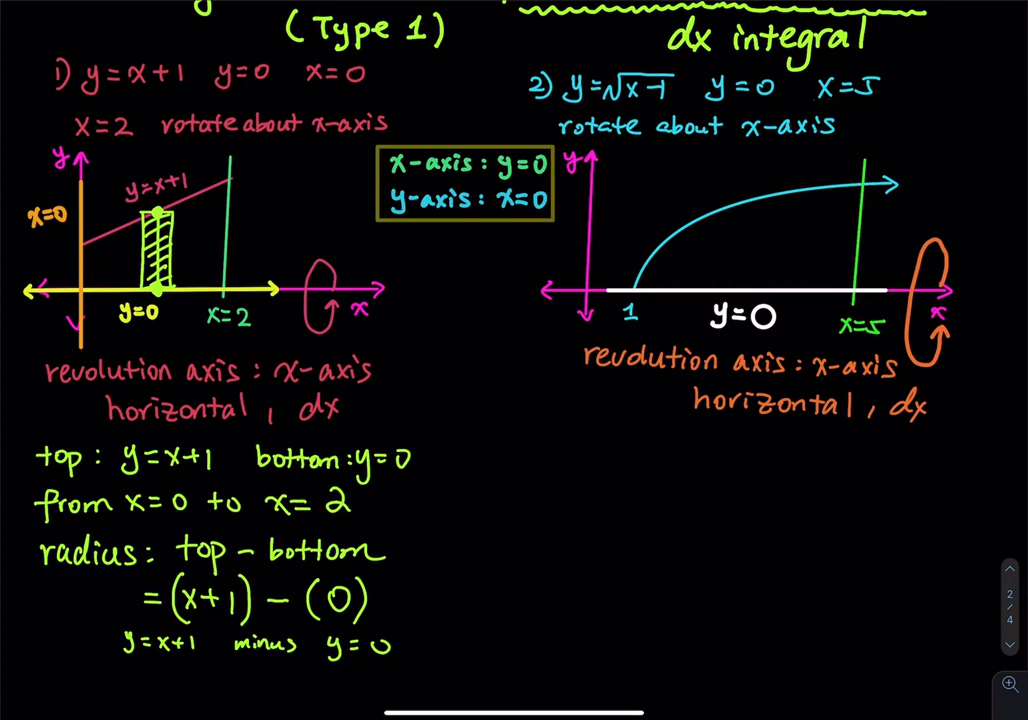 (Type 1)
dx integral
1) y=x+1 y=0 x=0
x=2 rotate about x-axis
2) y=√x-1 y=0 x=5
rotate about x-axis
x-axis: y=0
y-axis: x=0
y
y=x+1
x=0
y=0
x=2
x
revolution axis: x-axis
horizontal, dx
top: y=x+1 bottom: y=0
from x=0 to x=2
radius: top - bottom
=(x+1) - (0)
y=x+1 minus y=0
y
1
y=0
x=5
x
revolution axis: x-axis
horizontal, dx
2
/
4